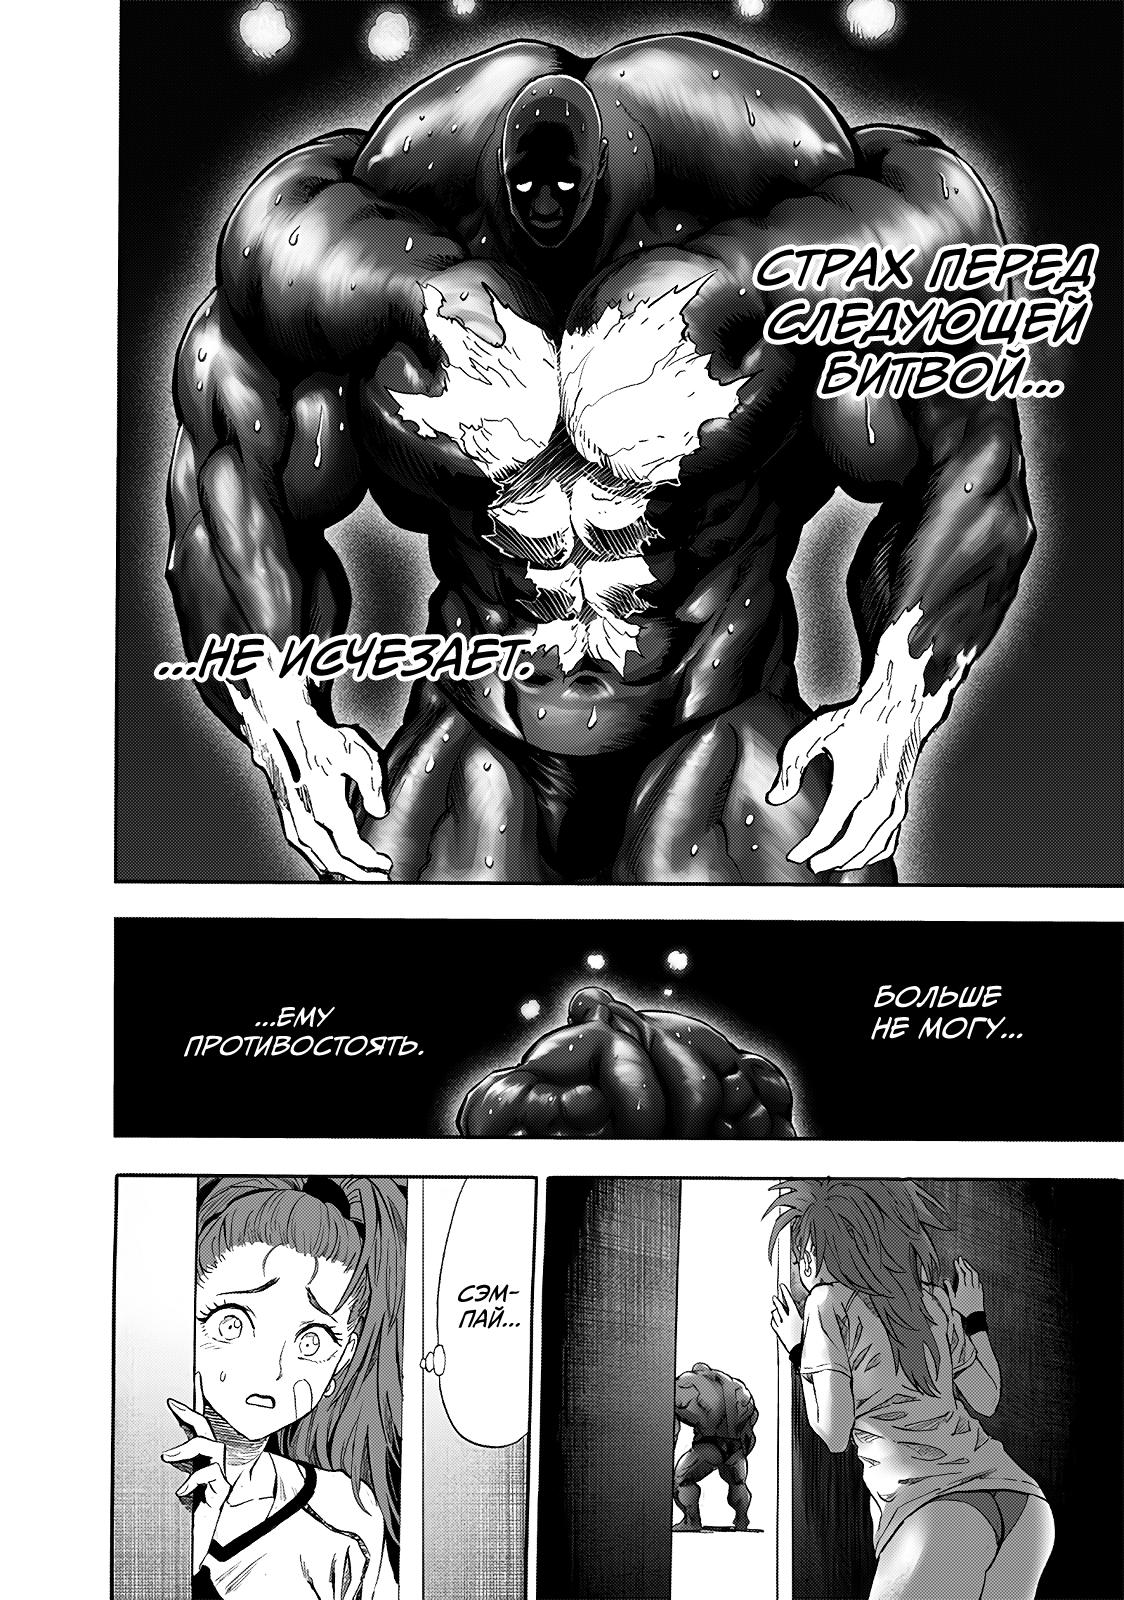 СТРАХ ПЕРЕД
СЛЕДУЮЩЕЙ
БИТВОЙ...
...НЕ ИСЧЕЗАЕТ.
БОЛЬШЕ
НЕ МОГУ...
...ЕМУ
ПРОТИВОСТОЯТЬ.
СЭМ-
ПАЙ...